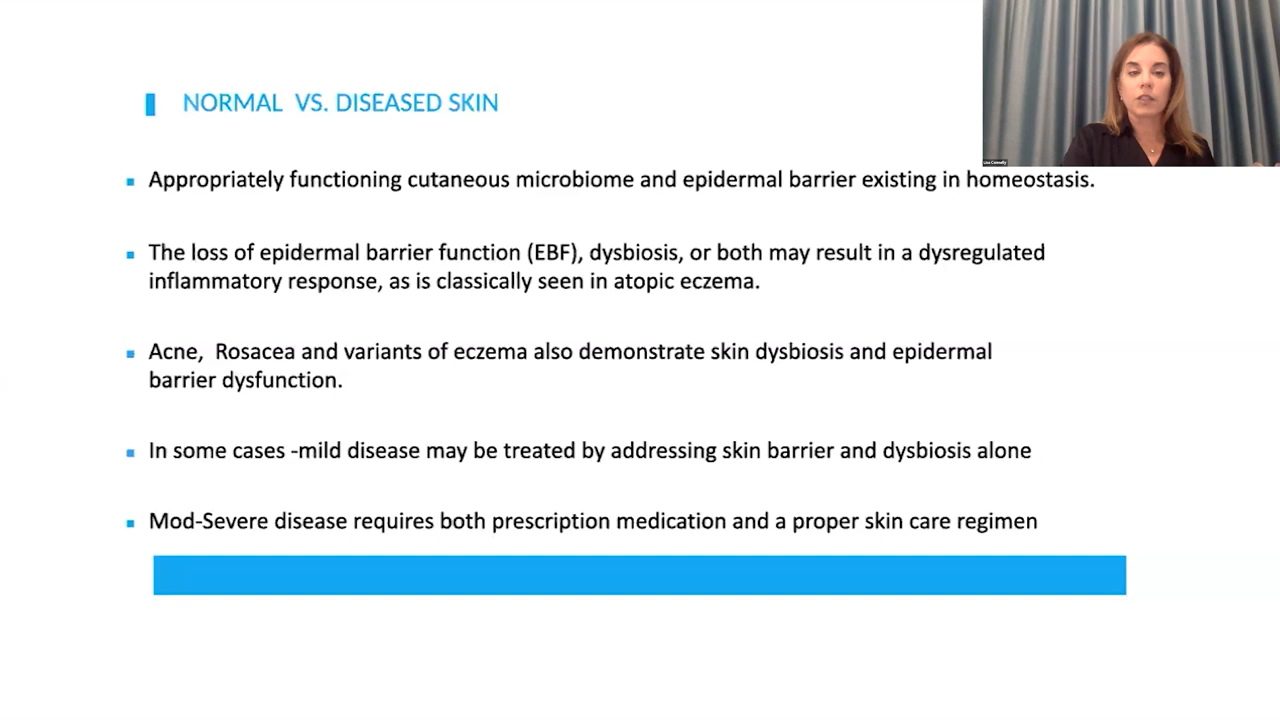 NORMAL VS. DISEASED SKIN
Lisa Connelly
Appropriately functioning cutaneous microbiome and epidermal barrier existing in homeostasis.
The loss of epidermal barrier function (EBF), dysbiosis, or both may result in a dysregulated
inflammatory response, as is classically seen in atopic eczema.
Acne, Rosacea and variants of eczema also demonstrate skin dysbiosis and epidermal
barrier dysfunction.
In some cases -mild disease may be treated by addressing skin barrier and dysbiosis alone
Mod-Severe disease requires both prescription medication and a proper skin care regimen